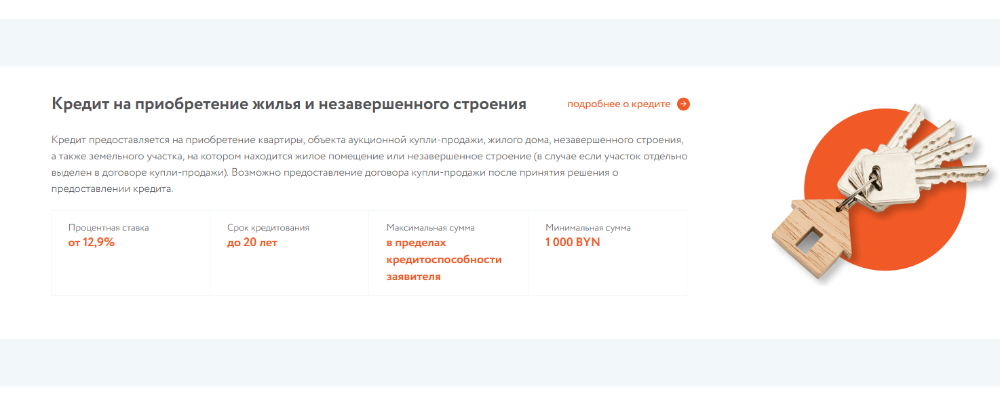 Кредит на приобретение жилья и незавершенного строения
подробнее о кредите
Кредит предоставляется на приобретение квартиры, объекта аукционной купли-продажи, жилого дома, незавершенного строения,
а также земельного участка, на котором находится жилое помещение или незавершенное строение (в случае если участок отдельно
выделен в договоре купли-продажи). Возможно предоставление договора купли-продажи после принятия решения о
предоставлении кредита.
Процентная ставка
от 12,9%
Срок кредитования
до 20 лет
Максимальная сумма
в пределах
кредитоспособности
заявителя
Минимальная сумма
1 000 BYN